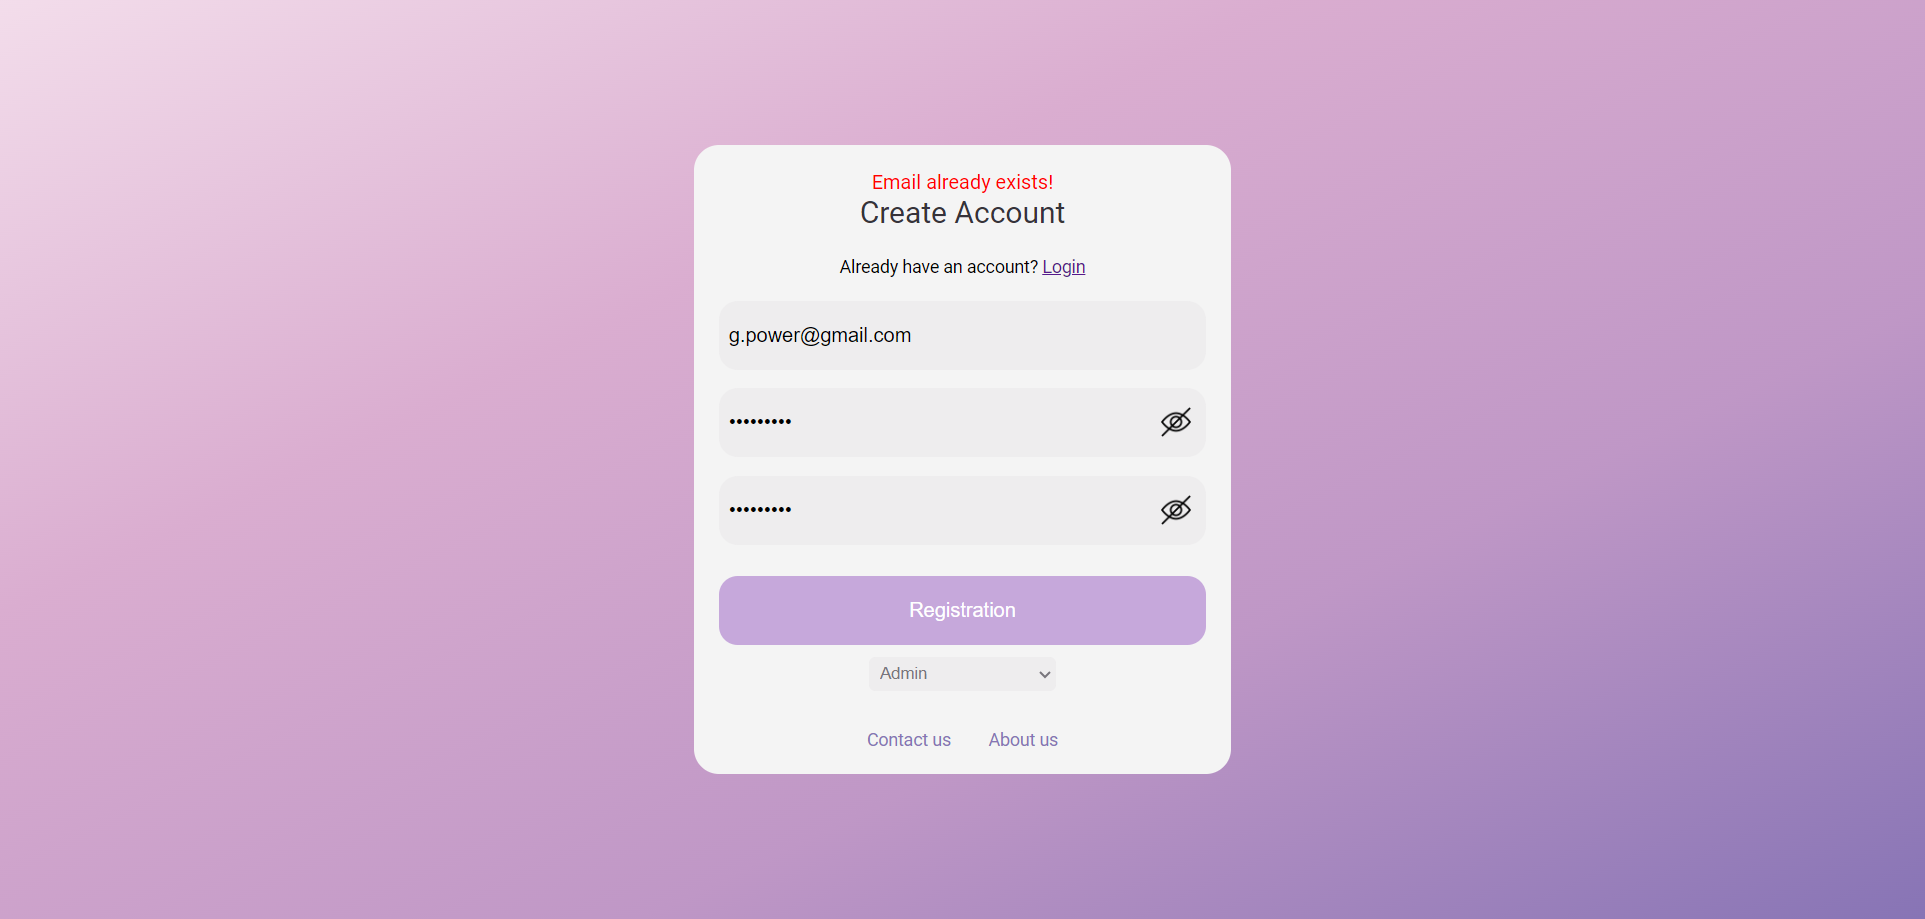 Email already exists!
Create Account
Already have an account? Login
g.power@gmail.com
•••••••••
•••••••••
Registration
Admin
Contact us About us